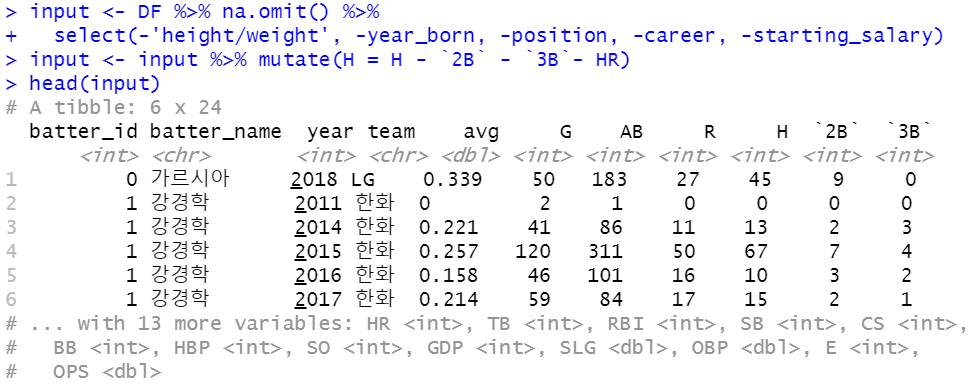 > input <- DF %>% na.omit() %>%
+   select(-'height/weight', -year_born, -position, -career, -starting_salary)
> input <- input %>% mutate(H = H - `2B` - `3B`- HR)
> head(input)
# A tibble: 6 x 24
batter_id batter_name year team avg G AB R H `2B` `3B`
<int> <chr> <int> <chr> <dbl> <int> <int> <int> <int> <int> <int>
1 0 가르시아 2018 LG 0.339 50 183 27 45 9 0
2 1 강경학 2011 한화 0 2 1 0 0 0 0
3 1 강경학 2014 한화 0.221 41 86 11 13 2 3
4 1 강경학 2015 한화 0.257 120 311 50 67 7 4
5 1 강경학 2016 한화 0.158 46 101 16 10 3 2
6 1 강경학 2017 한화 0.214 59 84 17 15 2 1
# ... with 13 more variables: HR <int>, TB <int>, RBI <int>, SB <int>, CS <int>,
#   BB <int>, HBP <int>, SO <int>, GDP <int>, SLG <dbl>, OBP <dbl>, E <int>,
#   OPS <dbl>